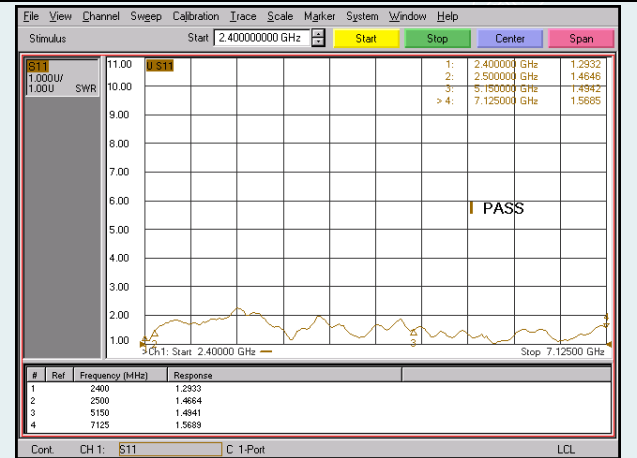 File View Channel Sweep Calibration Trace Scale Marker System Window Help
Stimulus Start 2.400000000 GHz Start Stop Center Span
S11
1.000U/
1.00U SWR
U S11
11.00
10.00
9.00
8.00
7.00
6.00
5.00
4.00
3.00
2.00
1.00
1: 2.400000 GHz 1.2932
2: 2.500000 GHz 1.4646
3: 5.150000 GHz 1.4942
> 4: 7.125000 GHz 1.5685
PASS
1
2
3
4
>Ch1: Start 2.40000 GHz Stop 7.12500 GHz
# Ref Frequency (MHz) Response
1 2400 1.2933
2 2500 1.4664
3 5150 1.4941
4 7125 1.5689
Cont. CH 1: S11 C 1-Port LCL